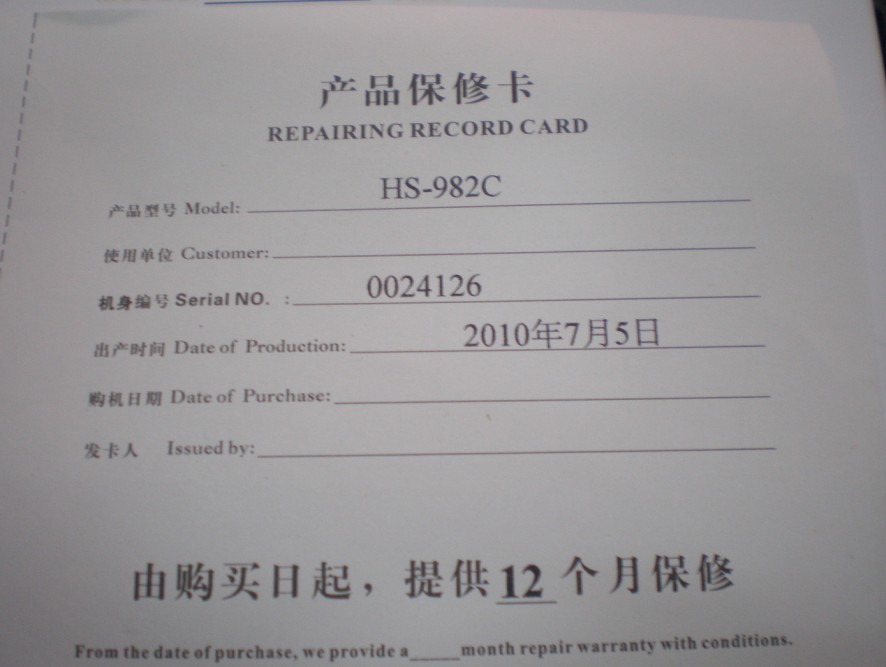 产品保修卡
REPAIRING RECORD CARD
产品型号 Model: HS-982C
使用单位 Customer:
机身编号 Serial NO. : 0024126
出产时间 Date of Production: 2010年7月5日
购机日期 Date of Purchase:
发卡人 Issued by:
由购买日起，提供12个月保修
From the date of purchase, we provide a_____month repair warranty with conditions.